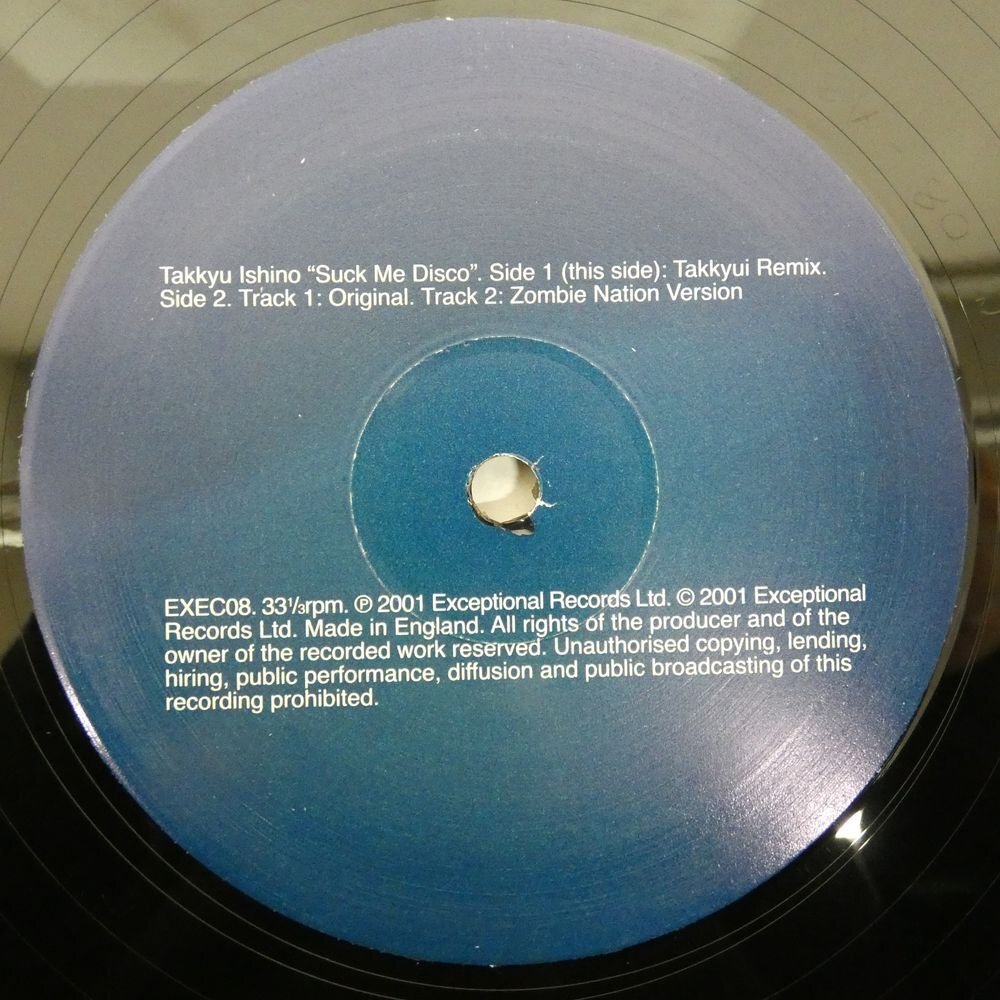 Takkyu Ishino “Suck Me Disco”. Side 1 (this side): Takkyui Remix.
Side 2. Track 1: Original. Track 2: Zombie Nation Version
EXEC08. 33⅓rpm. ℗ 2001 Exceptional Records Ltd. © 2001 Exceptional
Records Ltd. Made in England. All rights of the producer and of the
owner of the recorded work reserved. Unauthorised copying, lending,
hiring, public performance, diffusion and public broadcasting of this
recording prohibited.